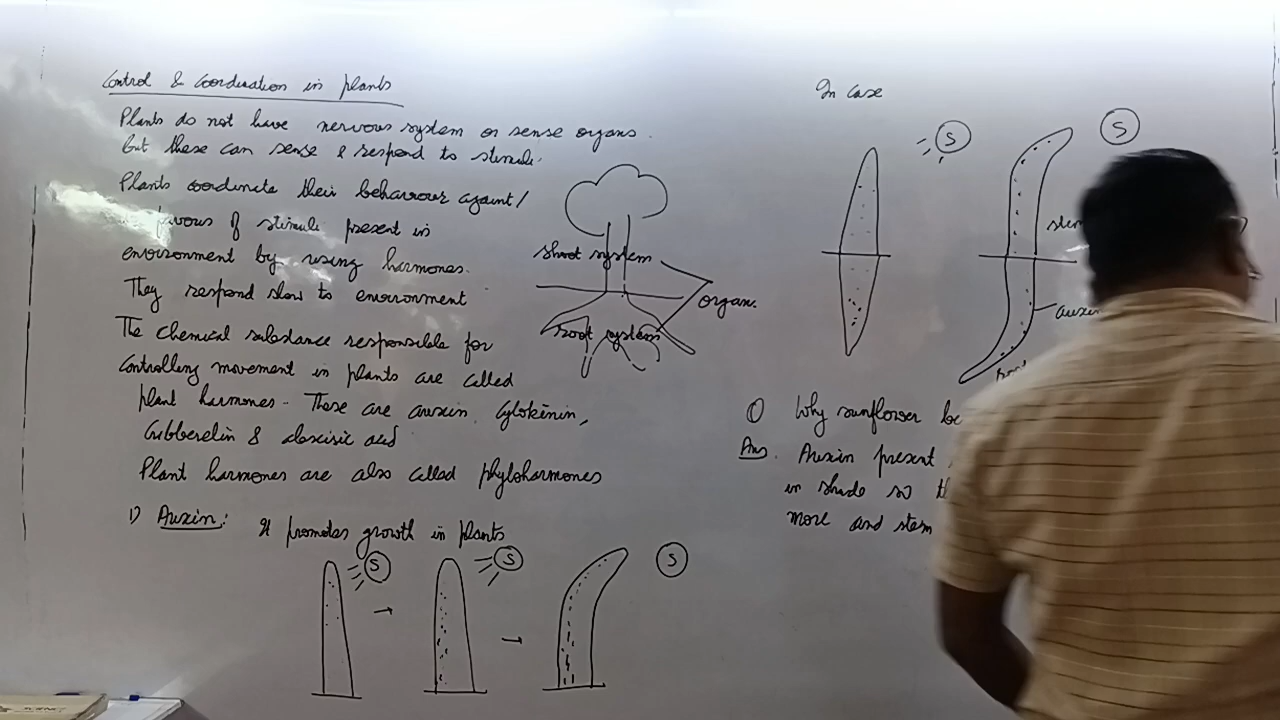 Control & Coordination in plants
Plants do not have nervous system or sense organs.
but these can sense & respond to stimuli.
Plants coordinate their behaviour against/
of stimuli present in
environment by using harmones.
They respond slow to environment
The chemical substance responsible for
controlling movement in plants are called
plant harmones - These are auxin, Cytokinin,
Gibberelin & abscisic acid
Plant harmones are also called phytoharmones
1) Auxin: It promotes growth in plants
S
S
S
shoot system
organ.
root system
In case
S
S
auxin
Why sunflower
Ans. Auxin present
in shade so
more and stem